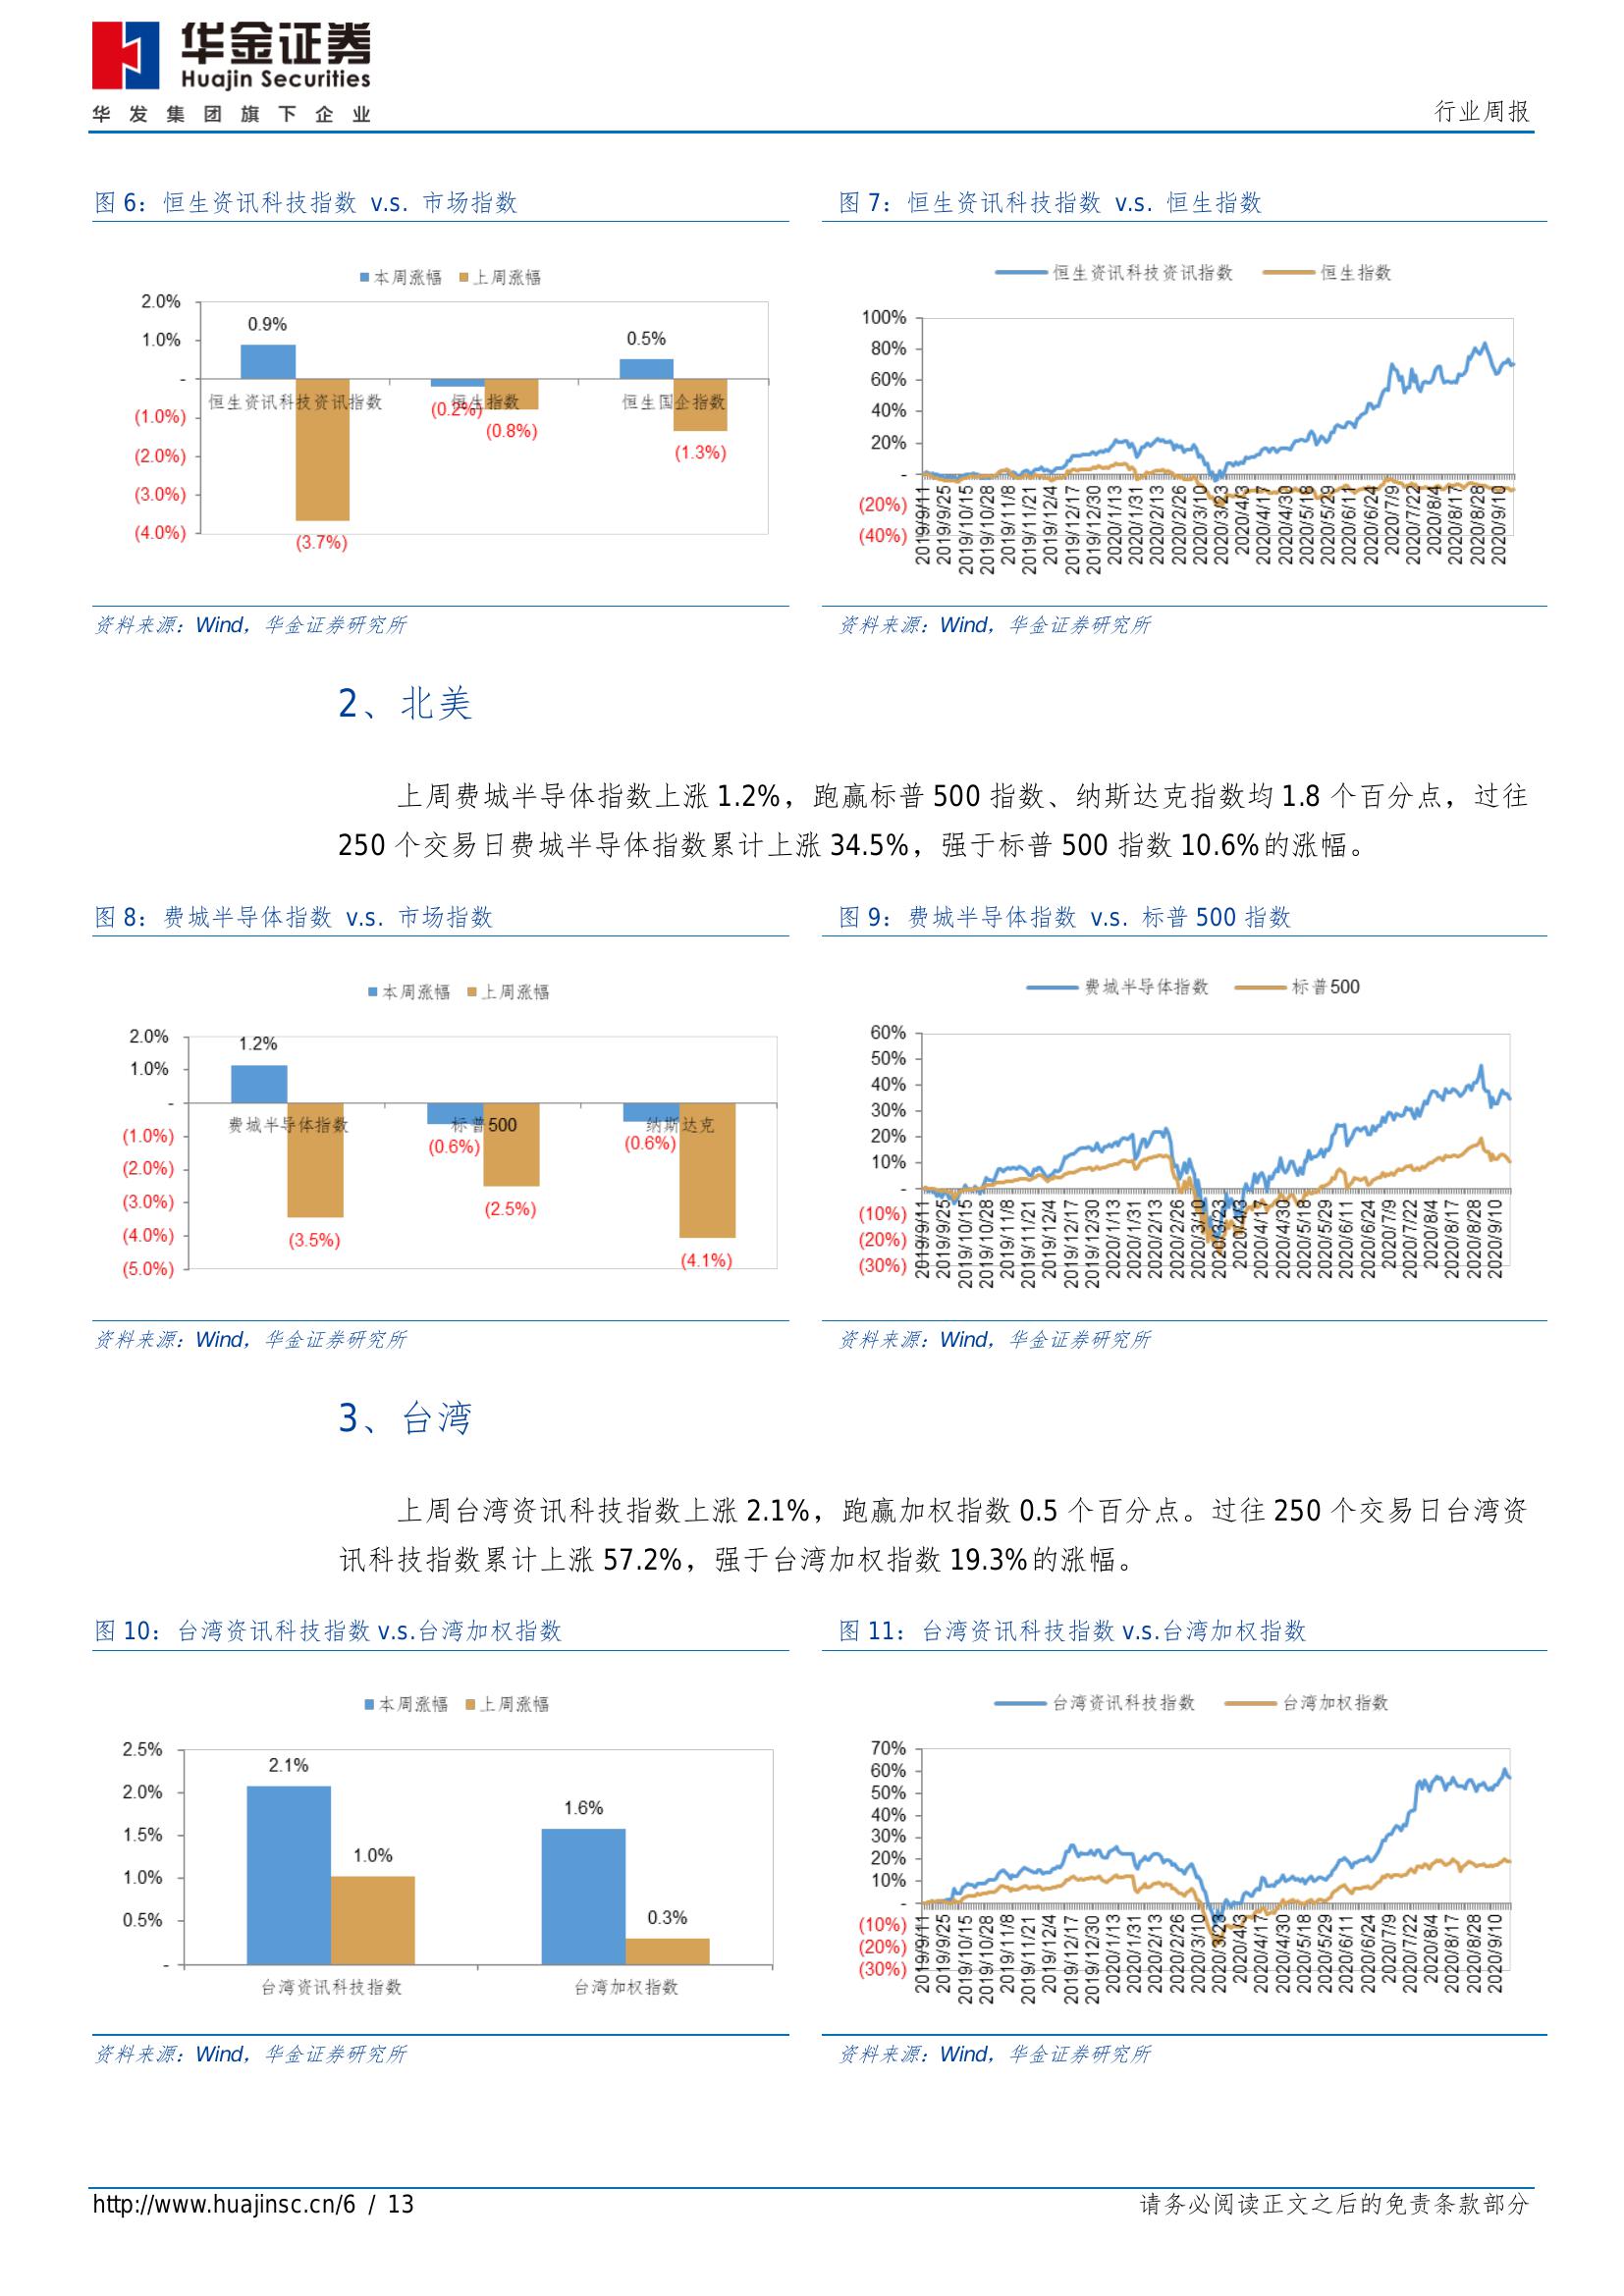 华金证券
Huajin Securities
华发集团旗下企业
行业周报
图 6：恒生资讯科技指数 v.s. 市场指数
本周涨幅 上周涨幅
2.0%
1.0%
-
(1.0%)
(2.0%)
(3.0%)
(4.0%)
0.9%
(3.7%)
(0.2%)
(0.8%)
0.5%
(1.3%)
恒生资讯科技资讯指数 恒生指数 恒生国企指数
资料来源：Wind，华金证券研究所
图 7：恒生资讯科技指数 v.s. 恒生指数
恒生资讯科技资讯指数 恒生指数
100%
80%
60%
40%
20%
-
(20%)
(40%)
2019/9/11 2019/9/25 2019/10/15 2019/10/28 2019/11/8 2019/11/21 2019/12/4 2019/12/17 2019/12/30 2020/1/13 2020/1/31 2020/2/13 2020/2/26 2020/3/10 2020/3/23 2020/4/3 2020/4/17 2020/4/30 2020/5/18 2020/5/29 2020/6/11 2020/6/24 2020/7/9 2020/7/22 2020/8/4 2020/8/17 2020/8/28 2020/9/10
资料来源：Wind，华金证券研究所
2、北美
上周费城半导体指数上涨 1.2%，跑赢标普 500 指数、纳斯达克指数均 1.8 个百分点，过往
250 个交易日费城半导体指数累计上涨 34.5%，强于标普 500 指数 10.6%的涨幅。
图 8：费城半导体指数 v.s. 市场指数
本周涨幅 上周涨幅
2.0%
1.0%
-
(1.0%)
(2.0%)
(3.0%)
(4.0%)
(5.0%)
1.2%
(3.5%)
(0.6%)
(2.5%)
(0.6%)
(4.1%)
费城半导体指数 标普500 纳斯达克
资料来源：Wind，华金证券研究所
图 9：费城半导体指数 v.s. 标普 500 指数
费城半导体指数 标普500
60%
50%
40%
30%
20%
10%
-
(10%)
(20%)
(30%)
2019/9/11 2019/9/25 2019/10/15 2019/10/28 2019/11/8 2019/11/21 2019/12/4 2019/12/17 2019/12/30 2020/1/13 2020/1/31 2020/2/13 2020/2/26 2020/3/10 2020/3/23 2020/4/3 2020/4/17 2020/4/30 2020/5/18 2020/5/29 2020/6/11 2020/6/24 2020/7/9 2020/7/22 2020/8/4 2020/8/17 2020/8/28 2020/9/10
资料来源：Wind，华金证券研究所
3、台湾
上周台湾资讯科技指数上涨 2.1%，跑赢加权指数 0.5 个百分点。过往 250 个交易日台湾资
讯科技指数累计上涨 57.2%，强于台湾加权指数 19.3%的涨幅。
图 10：台湾资讯科技指数 v.s.台湾加权指数
本周涨幅 上周涨幅
2.5%
2.0%
1.5%
1.0%
0.5%
-
2.1%
1.0%
1.6%
0.3%
台湾资讯科技指数 台湾加权指数
资料来源：Wind，华金证券研究所
图 11：台湾资讯科技指数 v.s.台湾加权指数
台湾资讯科技指数 台湾加权指数
70%
60%
50%
40%
30%
20%
10%
-
(10%)
(20%)
(30%)
2019/9/11 2019/9/25 2019/10/15 2019/10/28 2019/11/8 2019/11/21 2019/12/4 2019/12/17 2019/12/30 2020/1/13 2020/1/31 2020/2/13 2020/2/26 2020/3/10 2020/3/23 2020/4/13 2020/4/17 2020/4/30 2020/5/18 2020/5/29 2020/6/11 2020/6/24 2020/7/9 2020/7/22 2020/8/4 2020/8/17 2020/8/28 2020/9/10
资料来源：Wind，华金证券研究所
http://www.huajinsc.cn/6 / 13
请务必阅读正文之后的免责条款部分